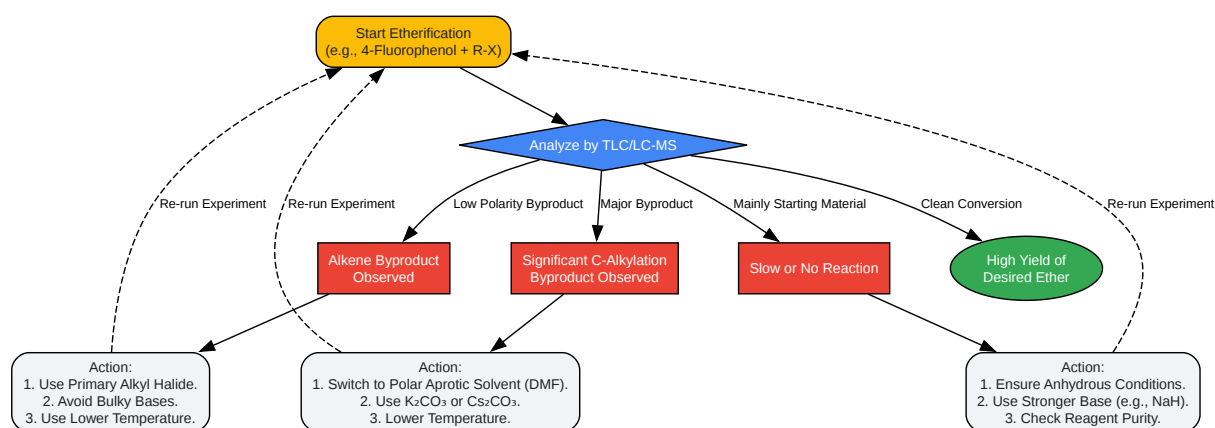 Start Etherification
(e.g., 4-Fluorophenol + R-X)
Analyze by TLC/LC-MS
Re-run Experiment
Re-run Experiment
Low Polarity Byproduct
Major Byproduct
Mainly Starting Material
Clean Conversion
Re-run Experiment
Alkene Byproduct
Observed
Significant C-Alkylation
Byproduct Observed
Slow or No Reaction
High Yield of
Desired Ether
Action:
1. Use Primary Alkyl Halide.
2. Avoid Bulky Bases.
3. Use Lower Temperature.
Action:
1. Switch to Polar Aprotic Solvent (DMF).
2. Use K₂CO₃ or Cs₂CO₃.
3. Lower Temperature.
Action:
1. Ensure Anhydrous Conditions.
2. Use Stronger Base (e.g., NaH).
3. Check Reagent Purity.